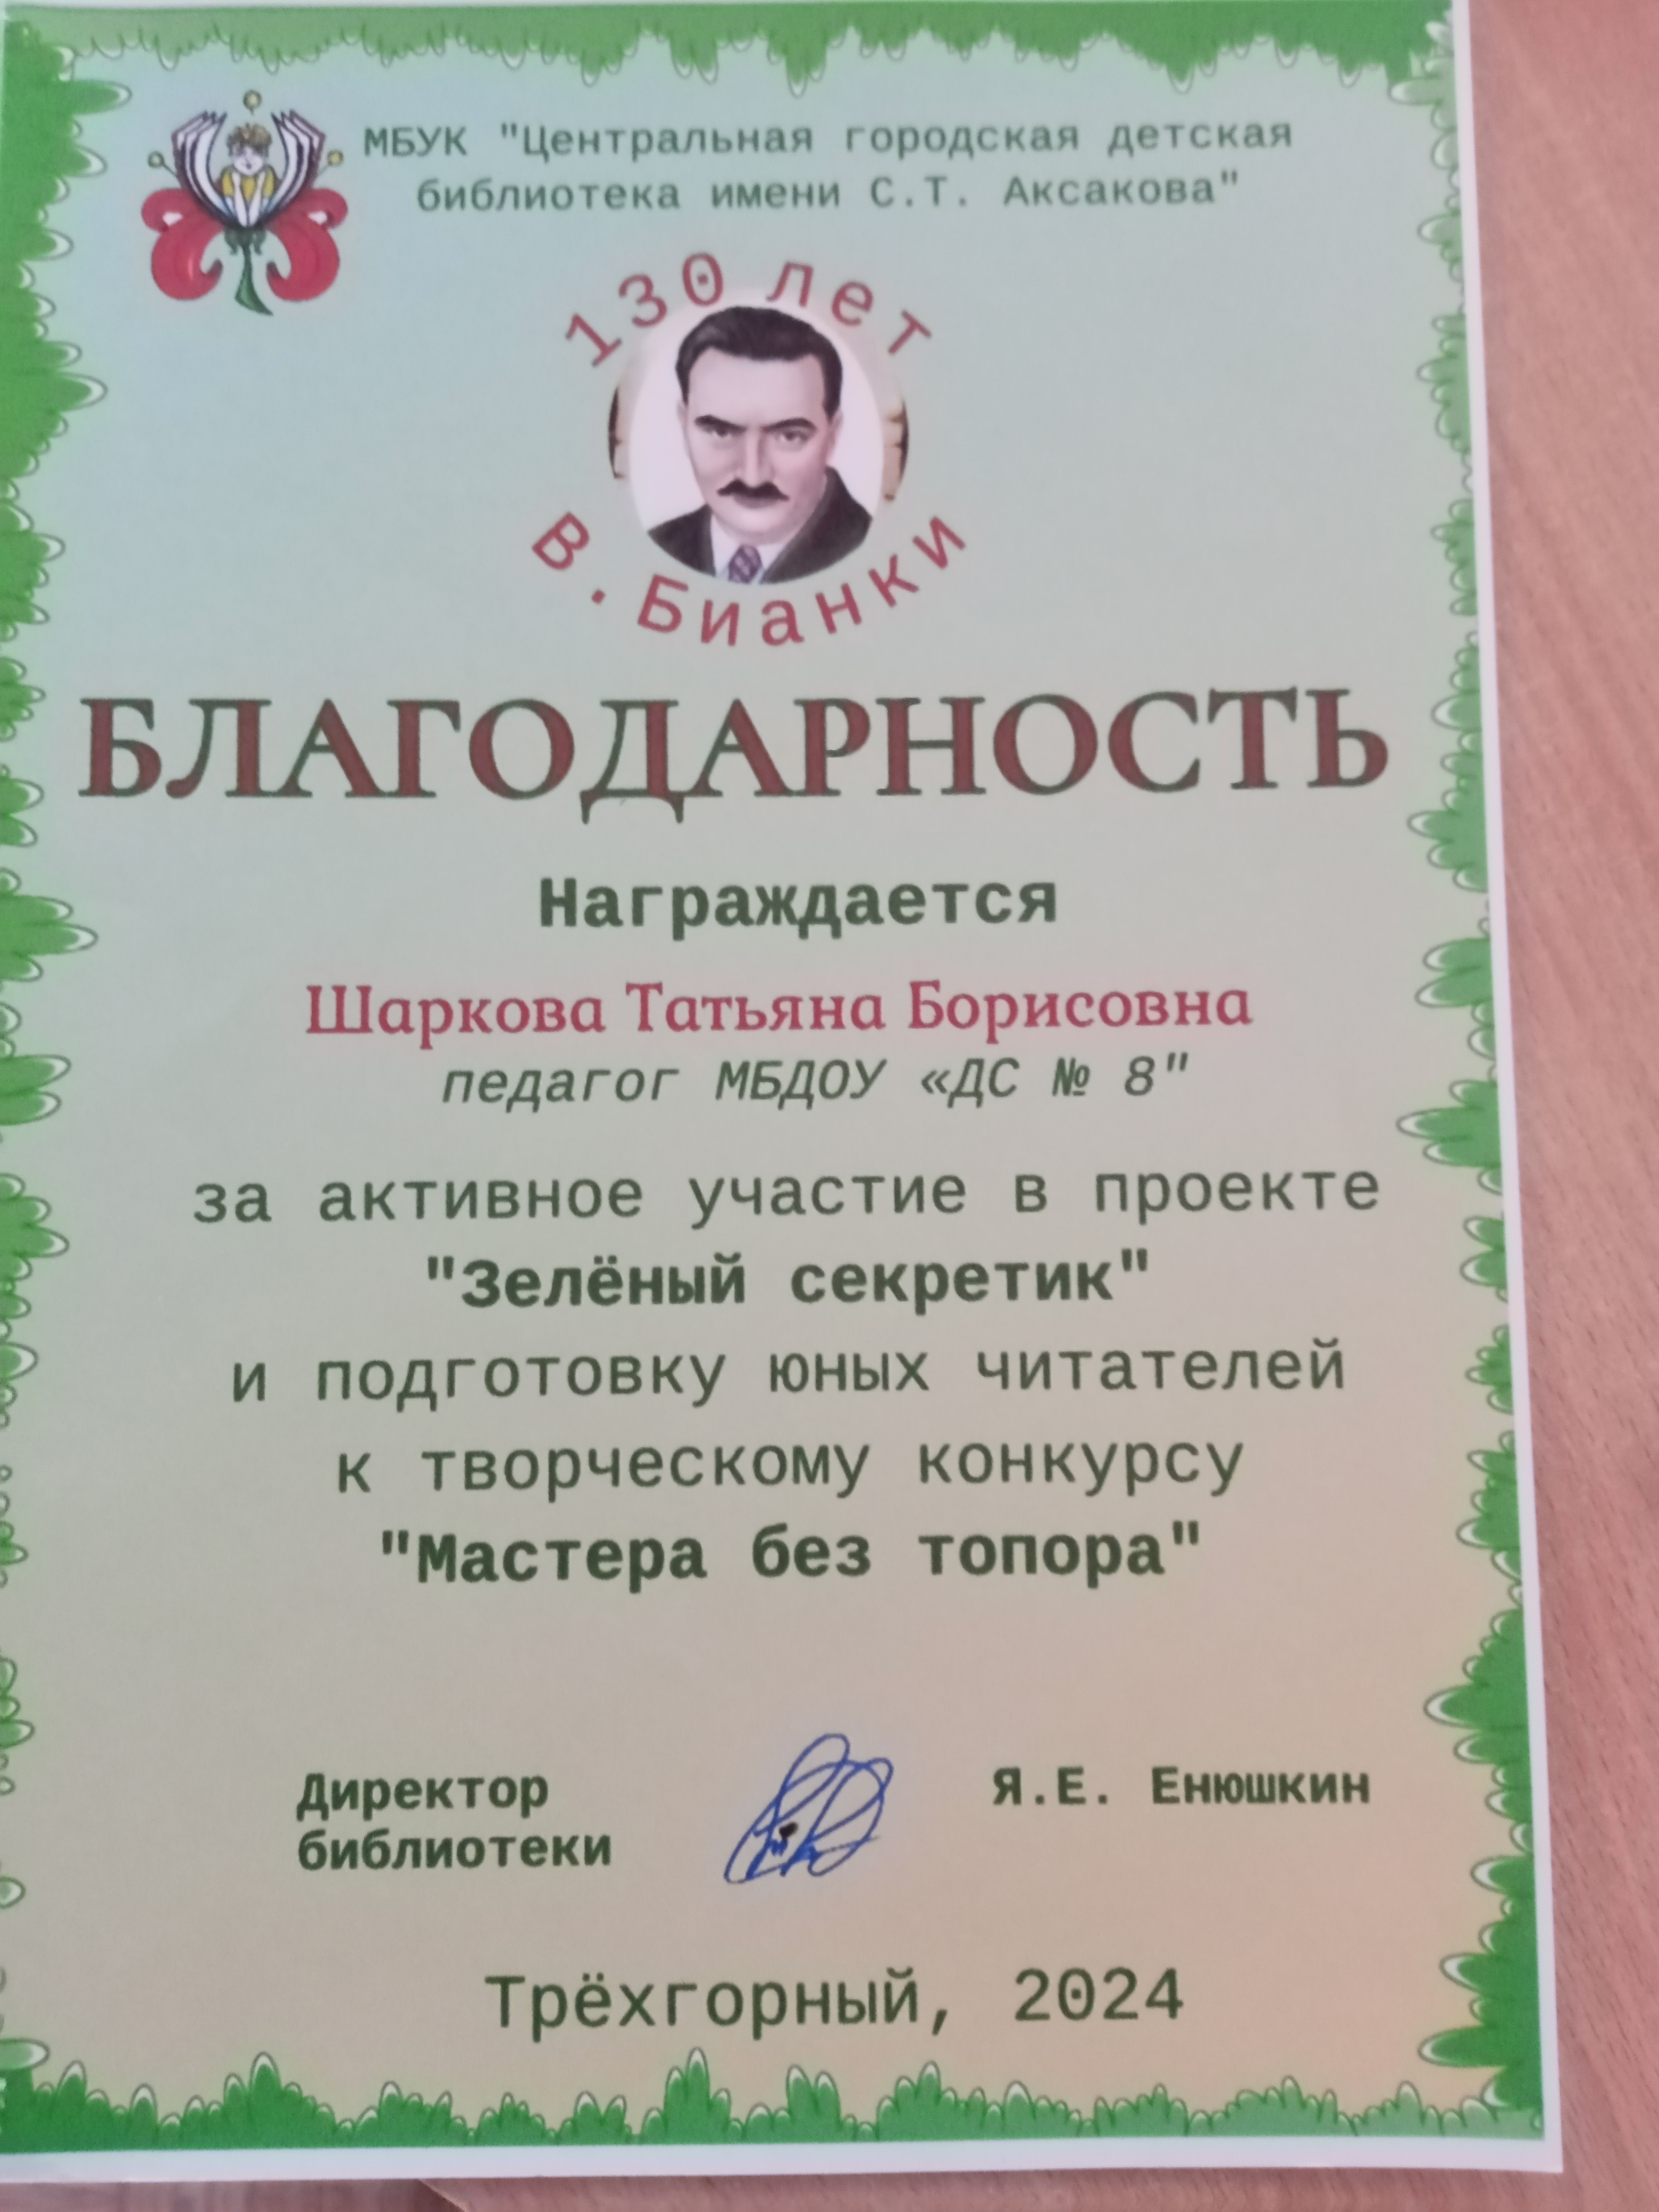 МБУК "Центральная городская детская
библиотека имени С.Т. Аксакова"
130 лет
В. Бианки
БЛАГОДАРНОСТЬ
Награждается
Шаркова Татьяна Борисовна
педагог МБДОУ «ДС № 8"
за активное участие в проекте
"Зелёный секретик"
и подготовку юных читателей
к творческому конкурсу
"Мастера без топора"
Директор
библиотеки
Я.Е. Енюшкин
Трёхгорный, 2024